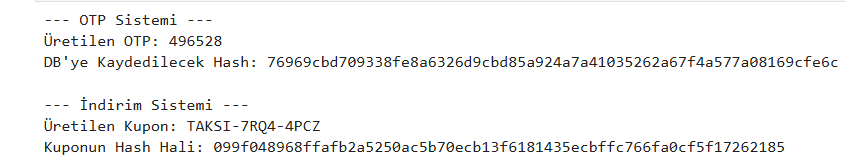 --- OTP Sistemi ---
Üretilen OTP: 496528
DB'ye Kaydedilecek Hash: 76969cbd709338fe8a6326d9cbd85a924a7a41035262a67f4a577a08169cfe6c
--- İndirim Sistemi ---
Üretilen Kupon: TAKSI-7RQ4-4PCZ
Kuponun Hash Hali: 099f048968ffafb2a5250ac5b70ecb13f6181435ecbffc766fa0cf5f17262185